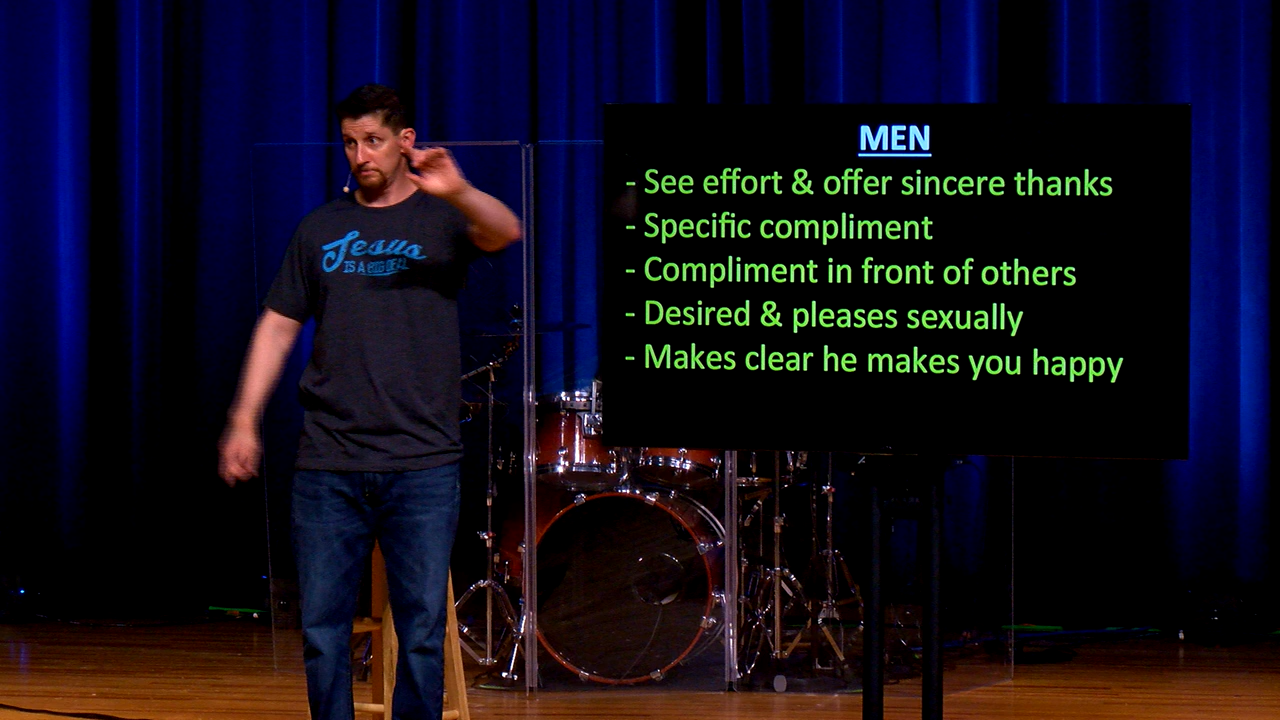 Jesus
IS A BIG DEAL
MEN
- See effort & offer sincere thanks
- Specific compliment
- Compliment in front of others
- Desired & pleases sexually
- Makes clear he makes you happy